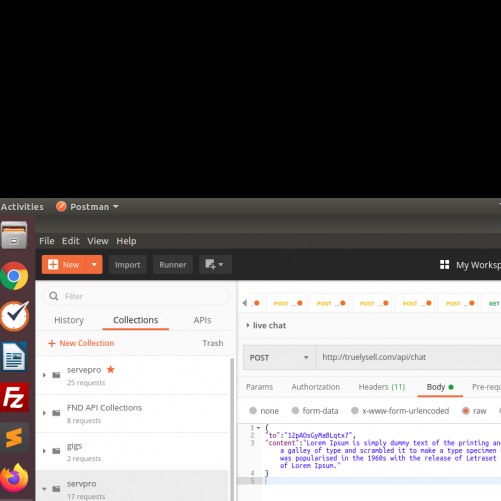 Activities Postman
File Edit View Help
New Import Runner My Worksp
Filter
History Collections APIs
New Collection Trash
servepro
25 requests
FND API Collections
8 requests
gigs
2 requests
servpro
17 requests
.. POST .. POST .. POST .. POST .. POST .. GET
live chat
POST http://truelysell.com/api/chat
Params Authorization Headers (11) Body Pre-requ
none form-data x-www-form-urlencoded raw
1 {
2 "to":"12pAOsGyMaBLqtx7",
3 "content":"Lorem Ipsum is simply dummy text of the printing an
a galley of type and scrambled it to make a type specimen
was popularised in the 1960s with the release of Letraset
of Lorem Ipsum."
4 }
5